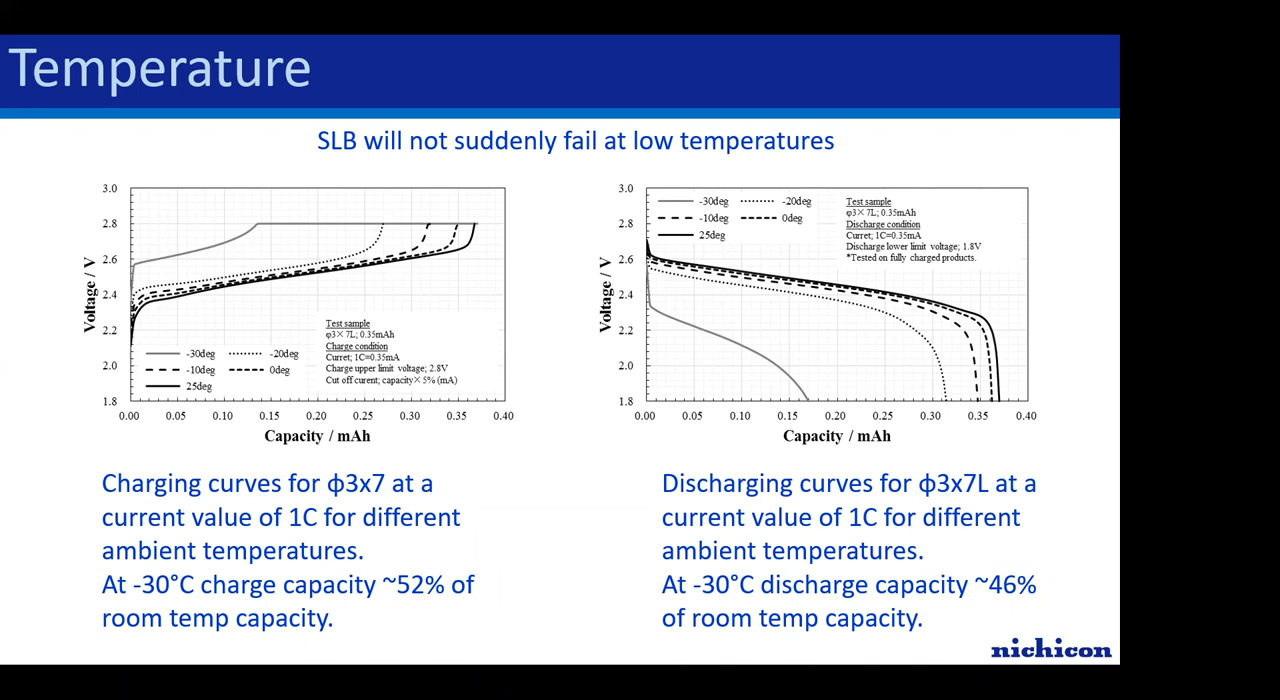 Temperature
SLB will not suddenly fail at low temperatures
3.0
2.8
2.6
2.4
2.2
2.0
1.8
Voltage / V
Test sample
φ3×7L; 0.35mAh
Charge condition
Curret; 1C=0.35mA
Charge upper limit voltage; 2.8V
Cut off curent; capacity×5% (mA)
-30deg
-20deg
-10deg
0deg
25deg
0.00 0.05 0.10 0.15 0.20 0.25 0.30 0.35 0.40
Capacity / mAh
3.0
2.8
2.6
2.4
2.2
2.0
1.8
Voltage / V
-30deg
-20deg
-10deg
0deg
25deg
Test sample
φ3×7L; 0.35mAh
Discharge condition
Curret; 1C=0.35mA
Discharge lower limit voltage; 1.8V
*Tested on fully charged products.
0.00 0.05 0.10 0.15 0.20 0.25 0.30 0.35 0.40
Capacity / mAh
Charging curves for ф3x7 at a
current value of 1C for different
ambient temperatures.
At -30°C charge capacity ~52% of
room temp capacity.
Discharging curves for ф3x7L at a
current value of 1C for different
ambient temperatures.
At -30°C discharge capacity ~46%
of room temp capacity.
nichicon